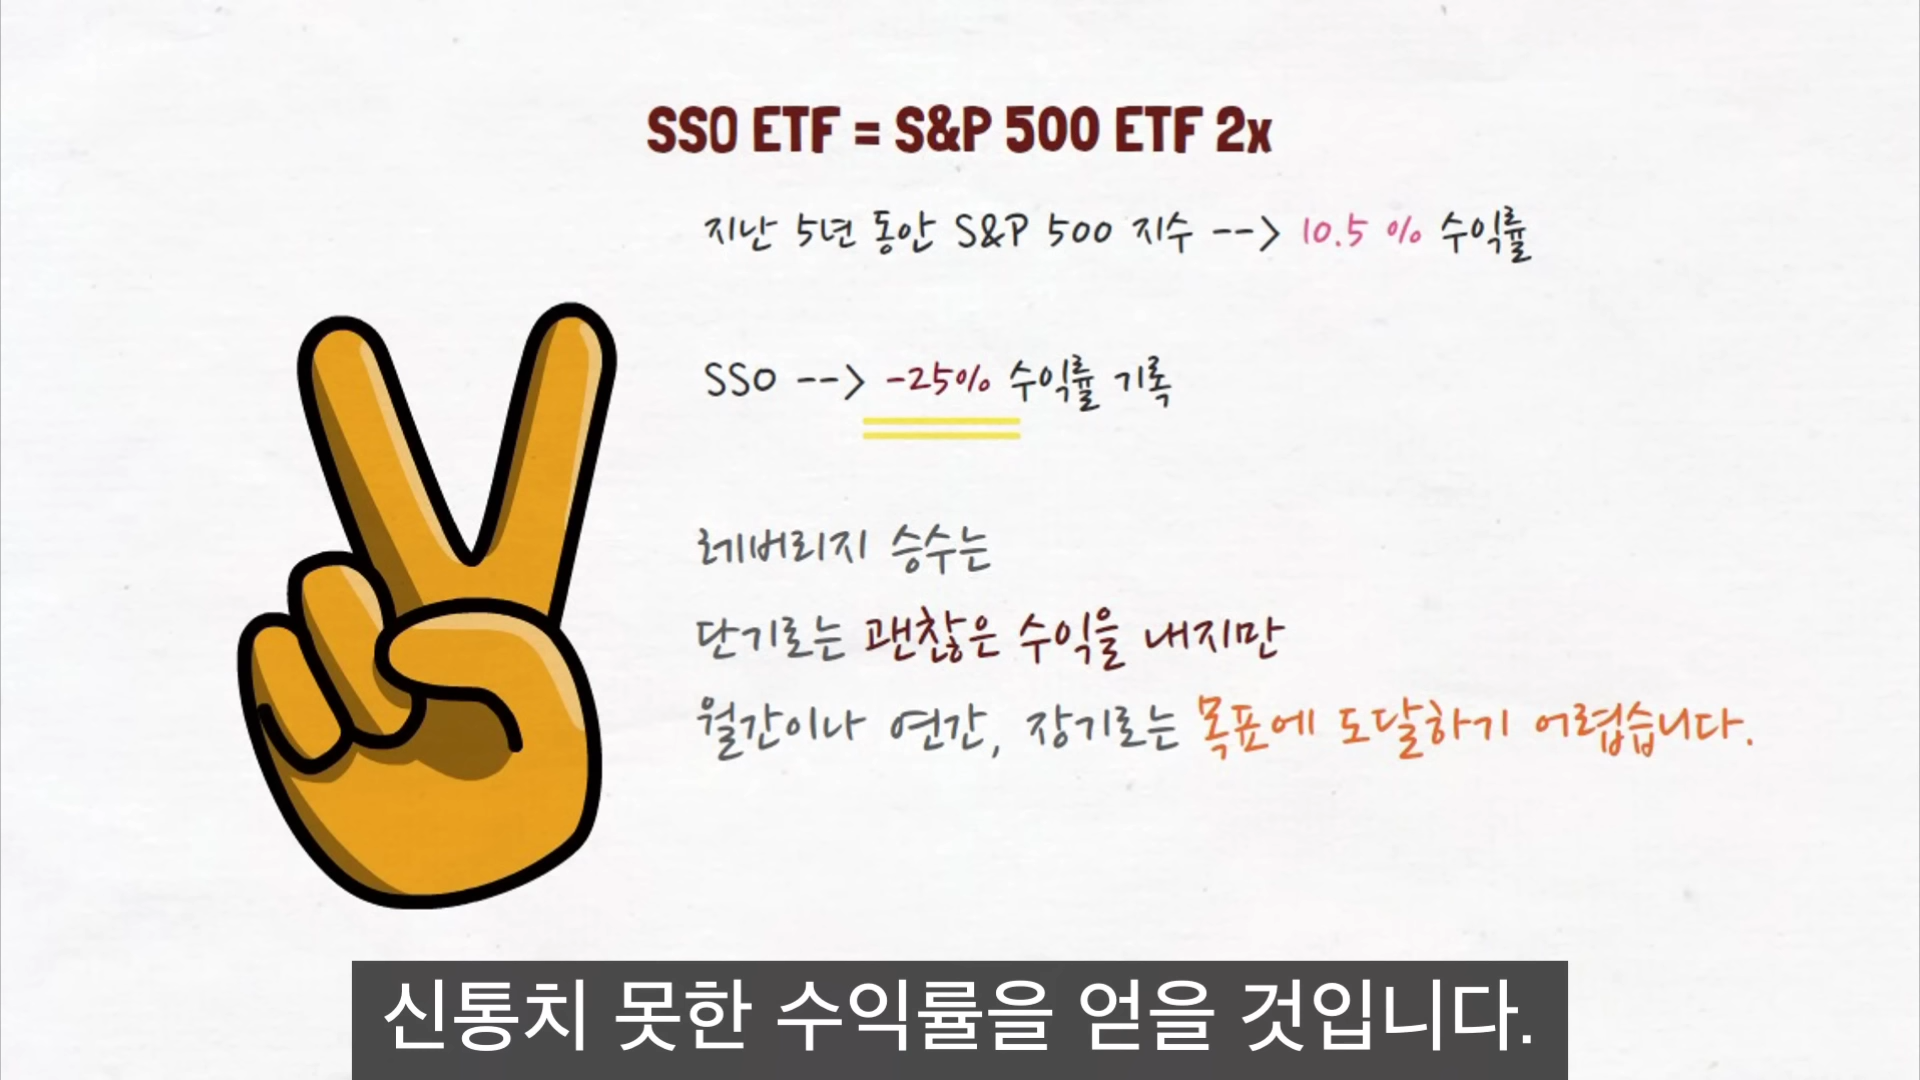 SSO ETF = S&P 500 ETF 2x
지난 5년 동안 S&P 500 지수 --> 10.5 % 수익률
SSO --> -25% 수익률 기록
레버리지 승수는
단기로는 괜찮은 수익을 내지만
월간이나 연간, 장기로는 목표에 도달하기 어렵습니다.
신통치 못한 수익률을 얻을 것입니다.